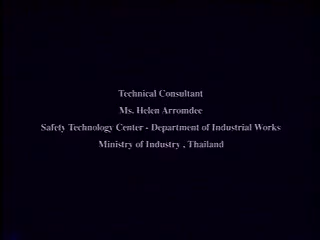 Technical Consultant
Ms. Helen Arromdee
Safety Technology Center - Department of Industrial Works
Ministry of Industry , Thailand